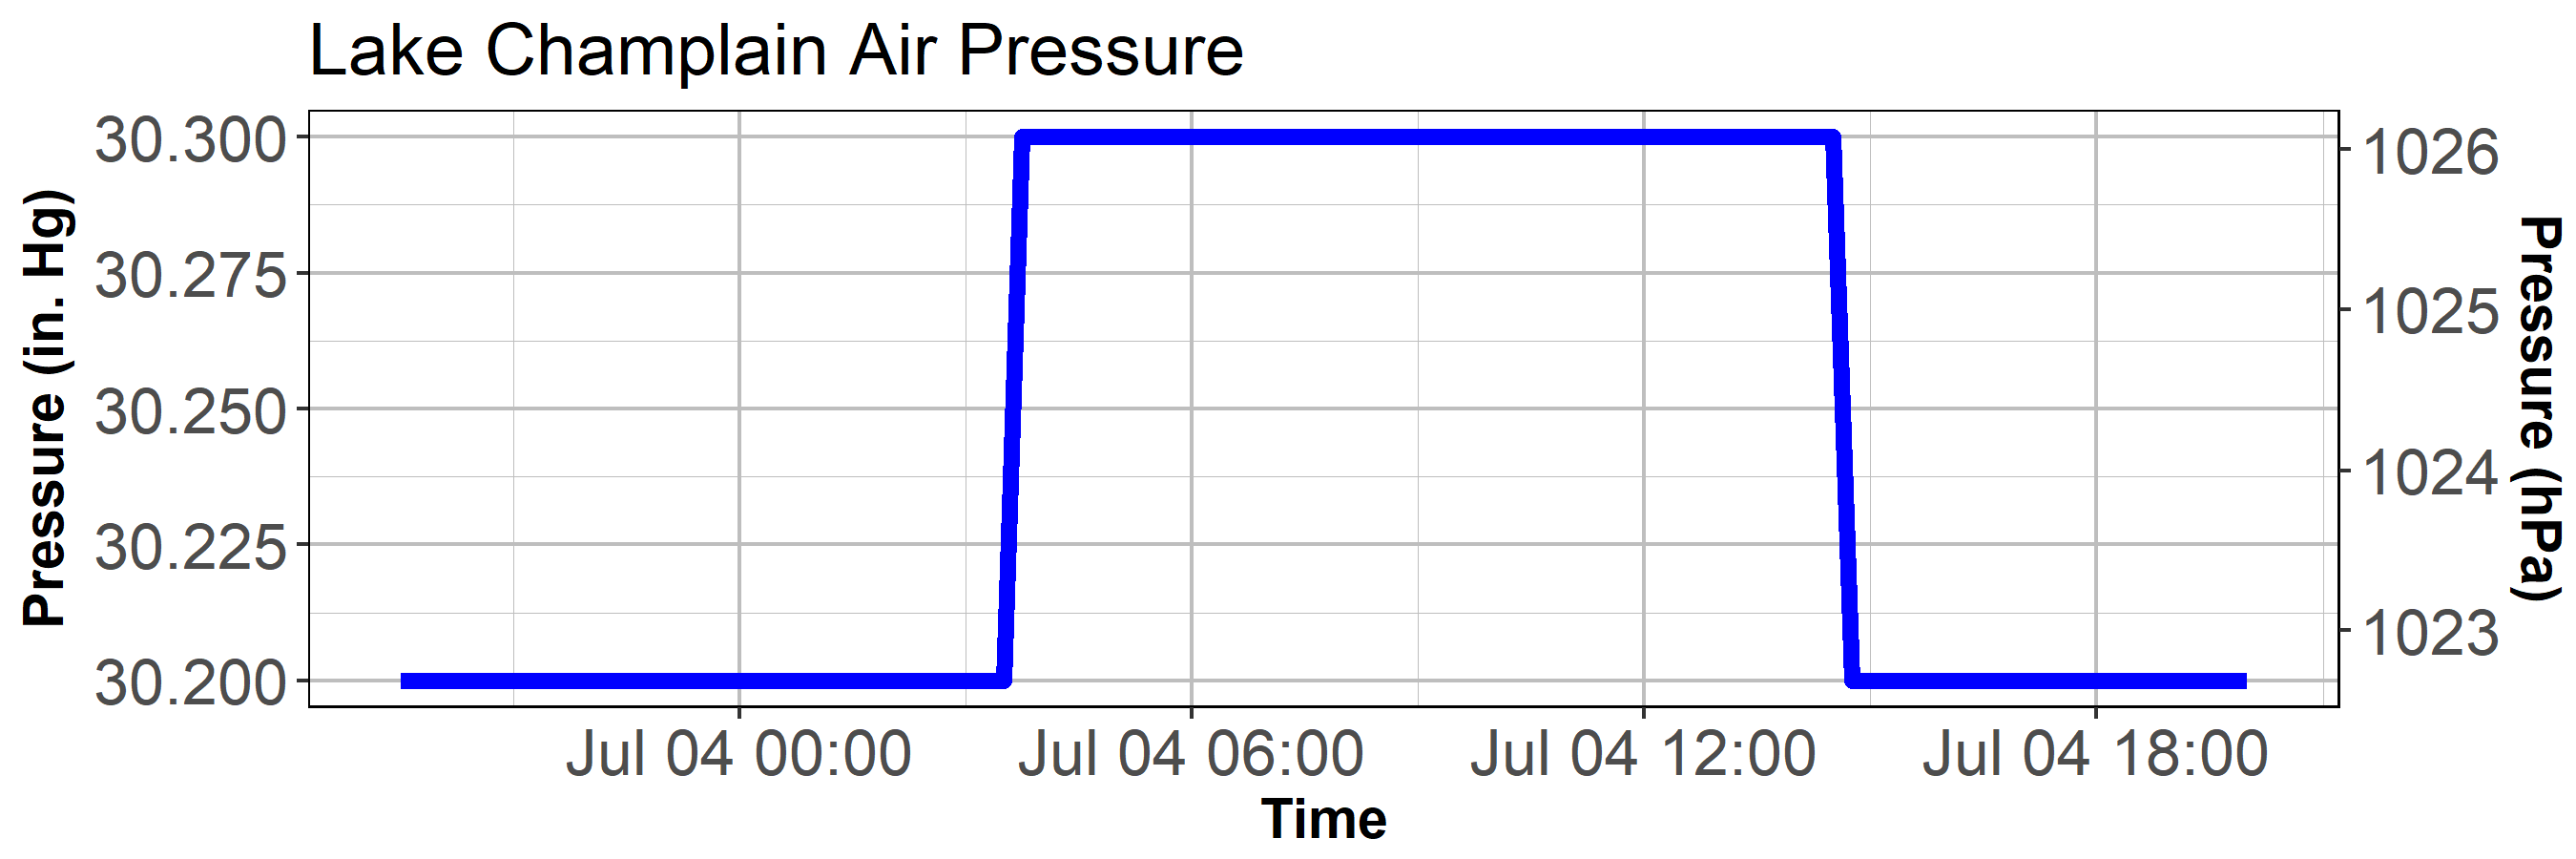 Lake Champlain Air Pressure
Pressure (in. Hg)
30.300
30.275
30.250
30.225
30.200
1026
1025
1024
1023
Pressure (hPa)
Jul 04 00:00 Jul 04 06:00 Jul 04 12:00 Jul 04 18:00
Time